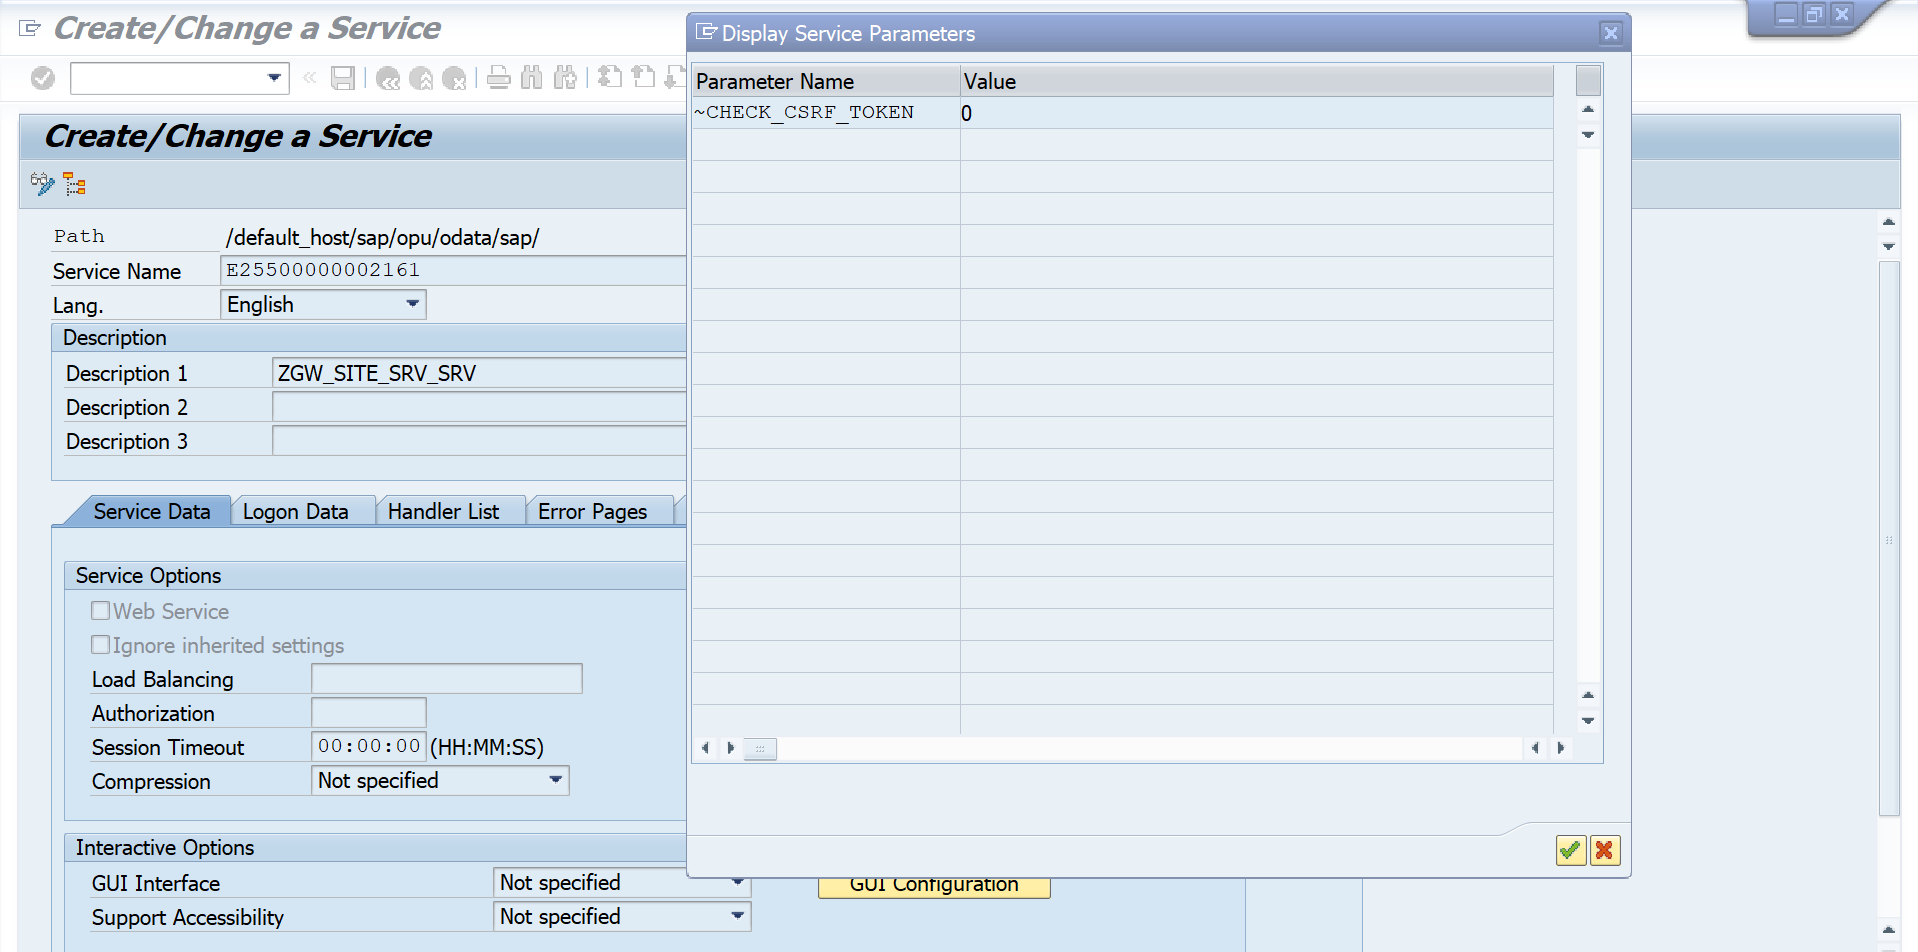 Create/Change a Service
Create/Change a Service
Path /default_host/sap/opu/odata/sap/
Service Name E25500000002161
Lang. English
Description
Description 1 ZGW_SITE_SRV_SRV
Description 2
Description 3
Service Data Logon Data Handler List Error Pages
Service Options
Web Service
Ignore inherited settings
Load Balancing
Authorization
Session Timeout 00:00:00 (HH:MM:SS)
Compression Not specified
Interactive Options
GUI Interface Not specified GUI Configuration
Support Accessibility Not specified
Display Service Parameters
Parameter Name Value
~CHECK_CSRF_TOKEN 0